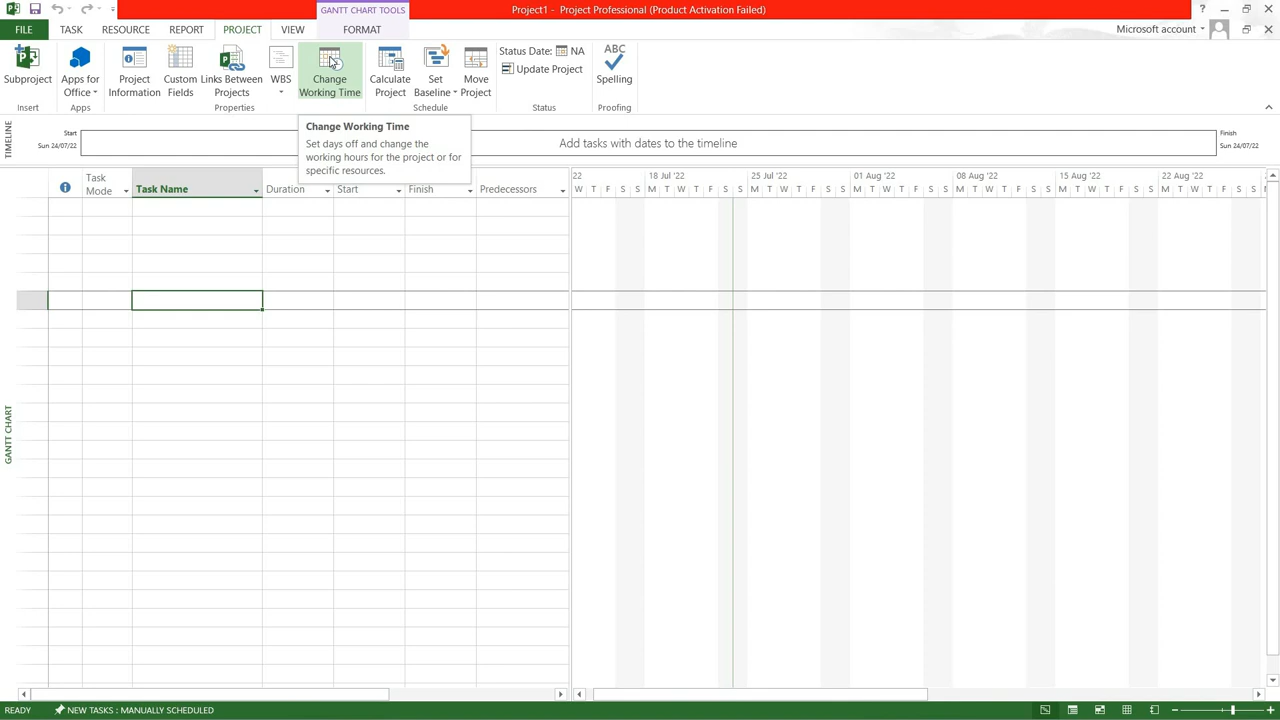 GANTT CHART TOOLS
Project1 - Project Professional (Product Activation Failed)
FILE
TASK
RESOURCE
REPORT
PROJECT
VIEW
FORMAT
Microsoft account
Subproject
Apps for
Office
Project
Information
Custom
Fields
Links Between
Projects
WBS
Change
Working Time
Calculate
Project
Set
Baseline
Move
Project
Status Date:
NA
Update Project
ABC
Spelling
Insert
Apps
Properties
Schedule
Status
Proofing
Change Working Time
Set days off and change the
working hours for the project or for
specific resources.
TIMELINE
Start
Sun 24/07/22
Add tasks with dates to the timeline
Finish
Sun 24/07/22
Task
Mode
Task Name
Duration
Start
Finish
Predecessors
22
18 Jul '22
25 Jul '22
01 Aug '22
08 Aug '22
15 Aug '22
22 Aug '22
W T F S S M T W T F S S M T W T F S S M T W T F S S M T W T F S S M T W T F S S M T W T F S S M
GANTT CHART
READY
NEW TASKS : MANUALLY SCHEDULED